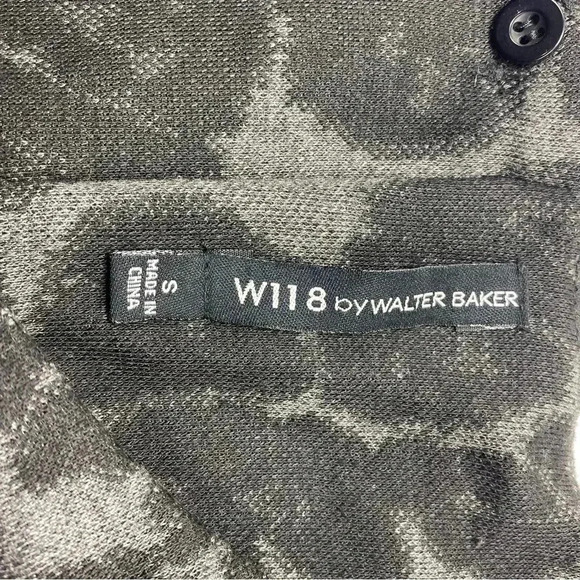 W118 by WALTER BAKER
S
MADE IN
CHINA